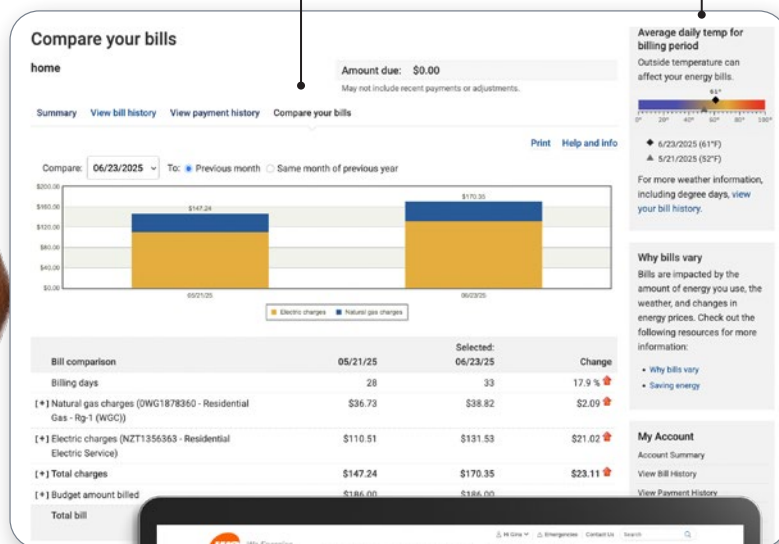 Compare your bills
home
Amount due: $0.00
May not include recent payments or adjustments.
Summary View bill history View payment history Compare your bills
Print Help and info
Compare: 06/23/2025 To: Previous month Same month of previous year
$200.00
$160.00
$120.00
$80.00
$40.00
$0.00
$147.24
$170.35
05/21/25
06/23/25
Electric charges Natural gas charges
Bill comparison 05/21/25 Selected: 06/23/25 Change
Billing days 28 33 17.9 %
[+] Natural gas charges (0WG1878360 - Residential
Gas - Rg-1 (WGC)) $36.73 $38.82 $2.09
[+] Electric charges (NZT1356363 - Residential
Electric Service) $110.51 $131.53 $21.02
[+] Total charges $147.24 $170.35 $23.11
[+] Budget amount billed $186.00 $186.00
Total bill
Average daily temp for
billing period
Outside temperature can
affect your energy bills.
61°
0° 20° 40° 60° 80° 100°
6/23/2025 (61°F)
5/21/2025 (52°F)
For more weather information,
including degree days, view
your bill history.
Why bills vary
Bills are impacted by the
amount of energy you use, the
weather, and changes in
energy prices. Check out the
following resources for more
information:
• Why bills vary
• Saving energy
My Account
Account Summary
View Bill History
View Payment History
Hi Gina Emergencies Contact Us Search
We Energies